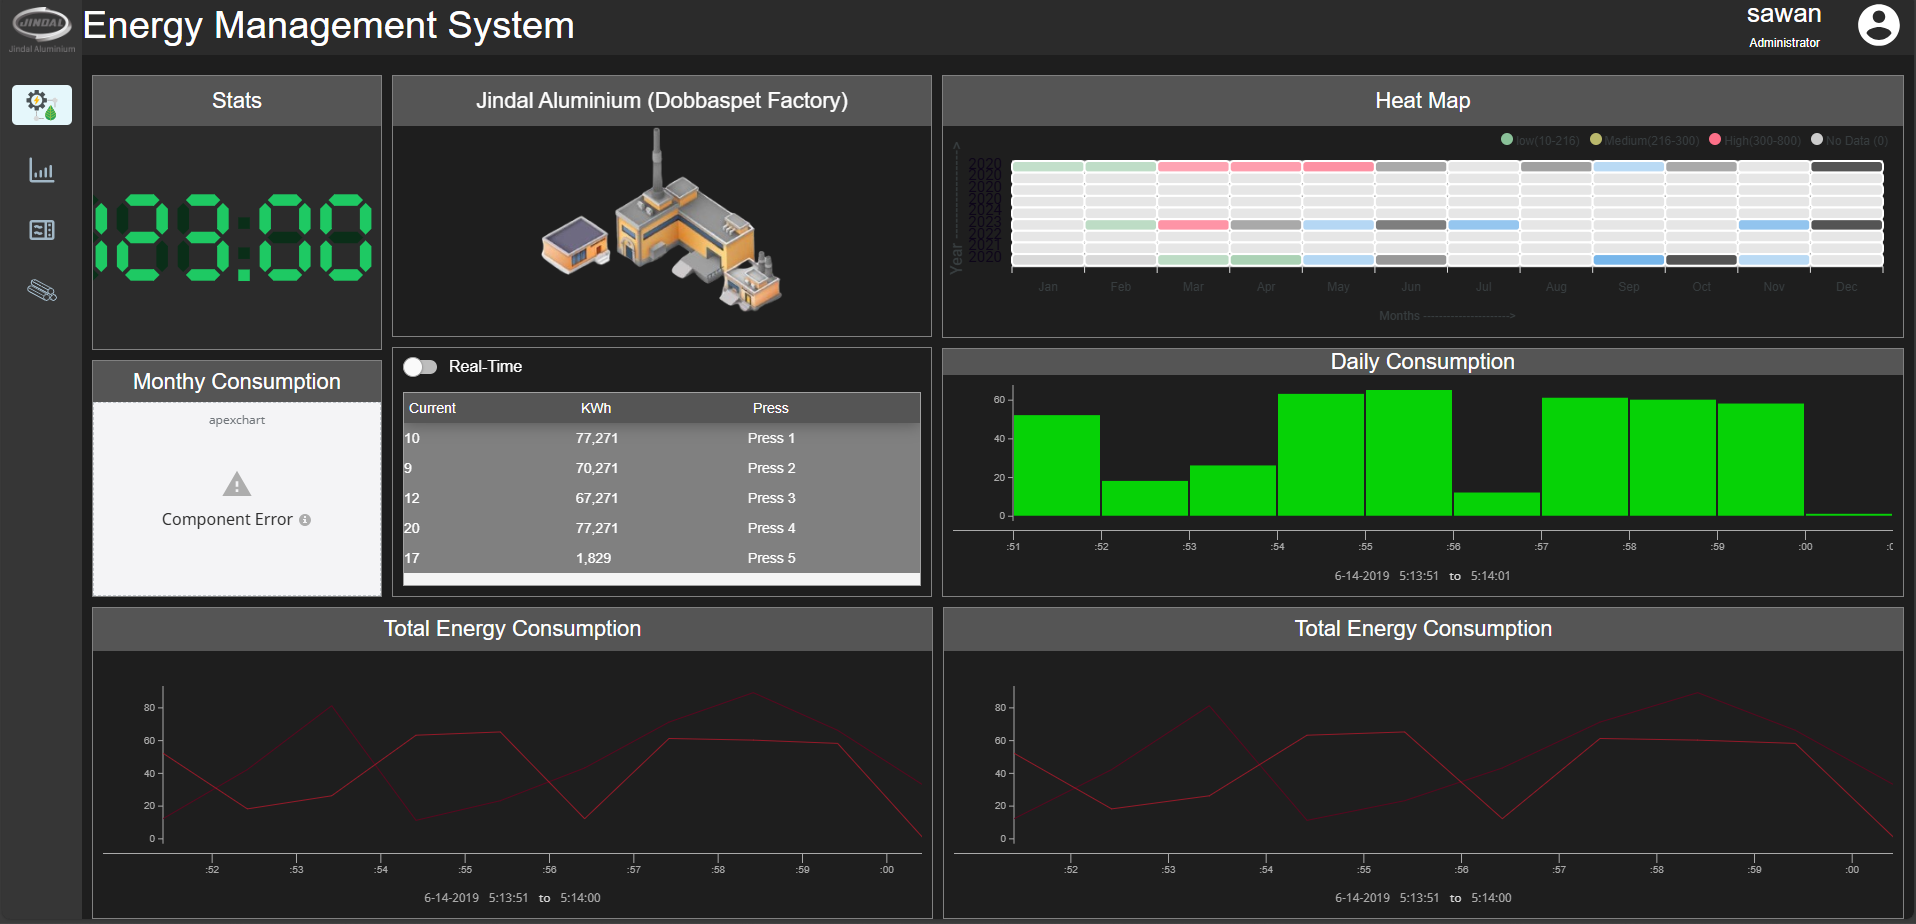 JINDAL
Jindal Aluminium
Energy Management System
sawan
Administrator
Stats
23:00
Jindal Aluminium (Dobbaspet Factory)
Heat Map
low(10-216) Medium(216-300) High(300-800) No Data (0)
Year
2020
2020
2020
2020
2024
2023
2022
2021
2020
Jan Feb Mar Apr May Jun Jul Aug Sep Oct Nov Dec
Months ---------------------->
Monthy Consumption
apexchart
Component Error
Real-Time
Current KWh Press
10 77,271 Press 1
9 70,271 Press 2
12 67,271 Press 3
20 77,271 Press 4
17 1,829 Press 5
Daily Consumption
60
40
20
0
:51 :52 :53 :54 :55 :56 :57 :58 :59 :00
6-14-2019 5:13:51 to 5:14:01
Total Energy Consumption
80
60
40
20
0
:52 :53 :54 :55 :56 :57 :58 :59 :00
6-14-2019 5:13:51 to 5:14:00
Total Energy Consumption
80
60
40
20
0
:52 :53 :54 :55 :56 :57 :58 :59 :00
6-14-2019 5:13:51 to 5:14:00